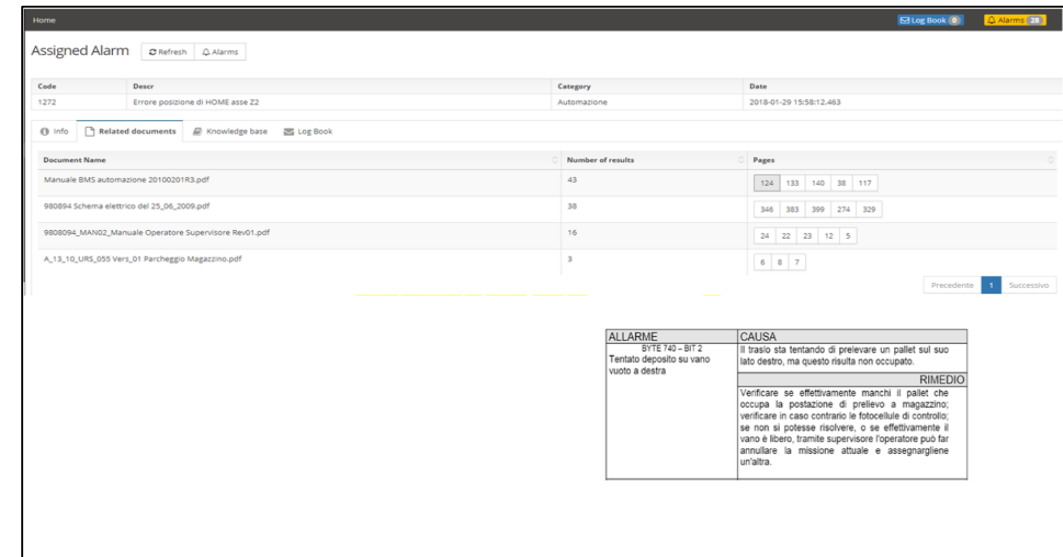 Home Log Book 0 Alarms 28
Assigned Alarm Refresh Alarms
Code Descr Category Date
1272 Errore posizione di HOME asse Z2 Automazione 2018-01-29 15:58:12.463
Info Related documents Knowledge base Log Book
Document Name Number of results Pages
Manuale BMS automazione 20100201R3.pdf 43 124 133 140 38 117
980894 Schema elettrico del 25_06_2009.pdf 38 346 383 399 274 329
9808094_MAN02_Manuale Operatore Supervisore Rev01.pdf 16 24 22 23 12 5
A_13_10_URS_055 Vers_01 Parcheggio Magazzino.pdf 3 6 8 7
Precedente 1 Successivo
ALLARME
BYTE 740 – BIT 2
Tentato deposito su vano
vuoto a destra
CAUSA
Il traslo sta tentando di prelevare un pallet sul suo
lato destro, ma questo risulta non occupato.
RIMEDIO
Verificare se effettivamente manchi il pallet che
occupa la postazione di prelievo a magazzino;
verificare in caso contrario le fotocellule di controllo;
se non si potesse risolvere, o se effettivamente il
vano è libero, tramite supervisore l'operatore può far
annullare la missione attuale e assegnargliene
un'altra.